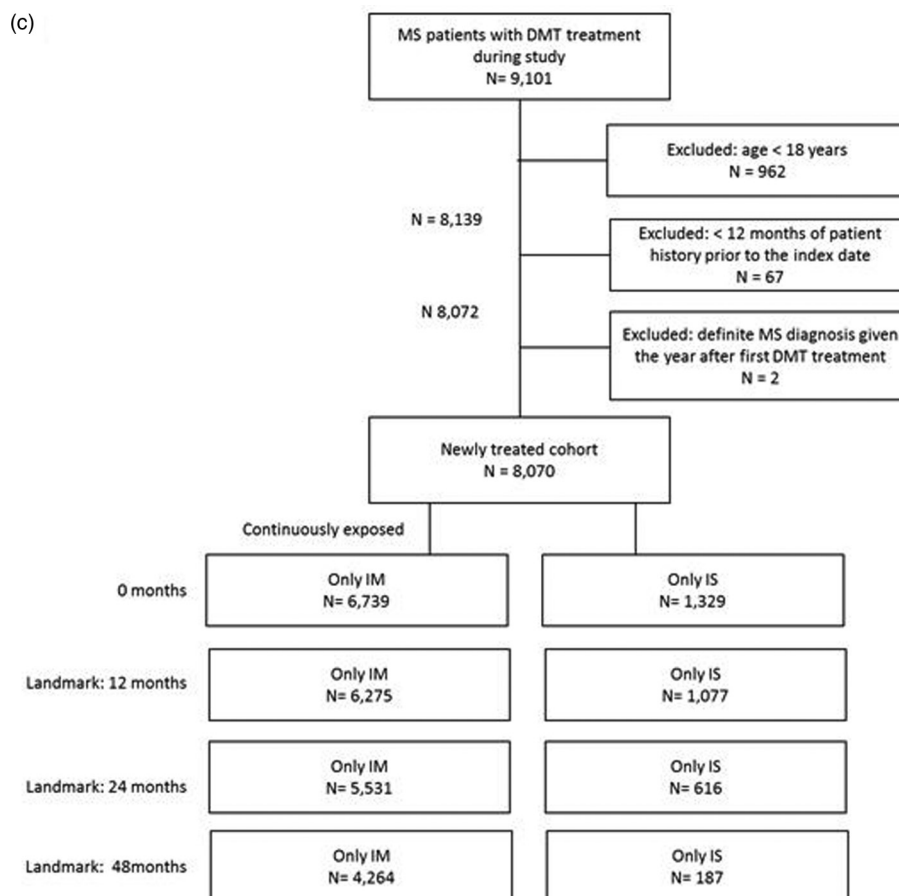 (c)
MS patients with DMT treatment
during study
N= 9,101
Excluded: age < 18 years
N = 962
N = 8,139
Excluded: < 12 months of patient
history prior to the index date
N = 67
N 8,072
Excluded: definite MS diagnosis given
the year after first DMT treatment
N = 2
Newly treated cohort
N = 8,070
Continuously exposed
0 months
Only IM
N= 6,739
Only IS
N= 1,329
Landmark: 12 months
Only IM
N= 6,275
Only IS
N= 1,077
Landmark: 24 months
Only IM
N= 5,531
Only IS
N= 616
Landmark: 48months
Only IM
N= 4,264
Only IS
N= 187